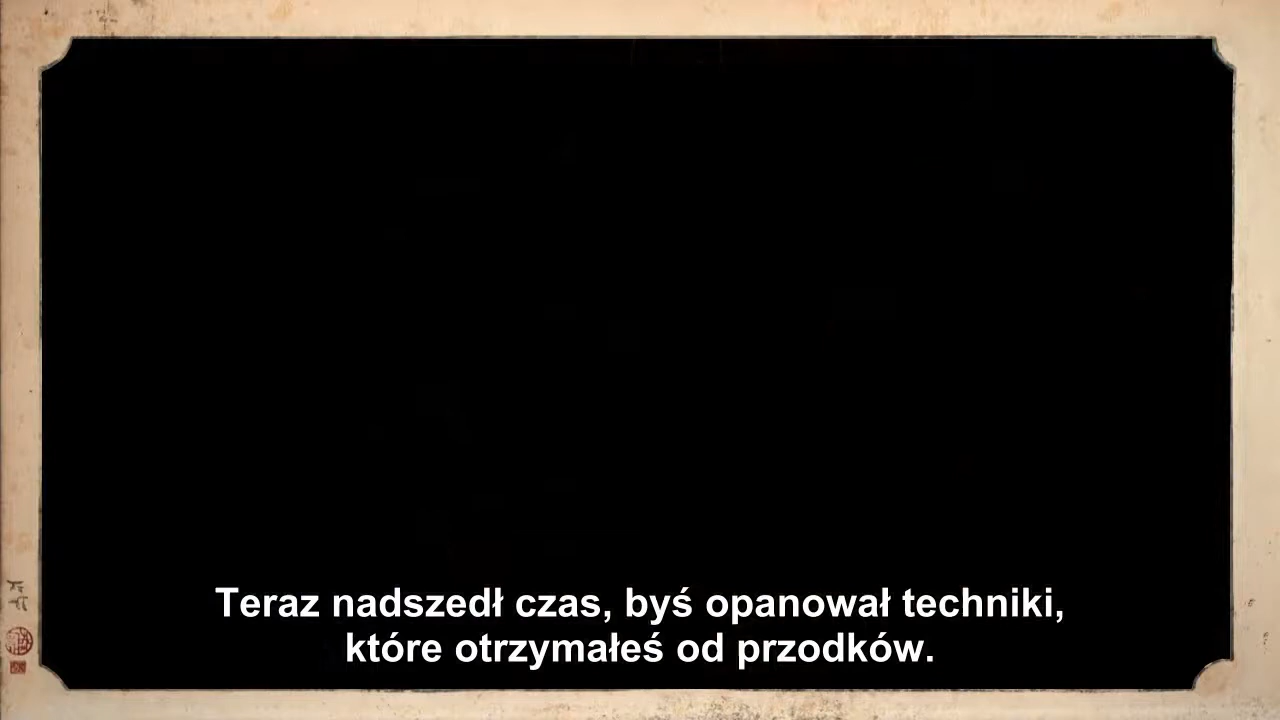 Teraz nadszedł czas, byś opanował techniki,
które otrzymałeś od przodków.